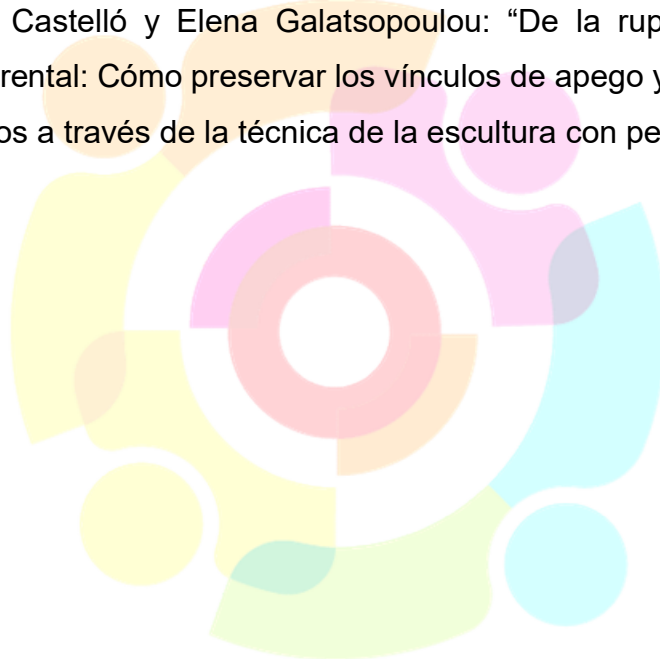 Castelló y Elena Galatsopoulou: “De la rup
rental: Cómo preservar los vínculos de apego y
os a través de la técnica de la escultura con pe